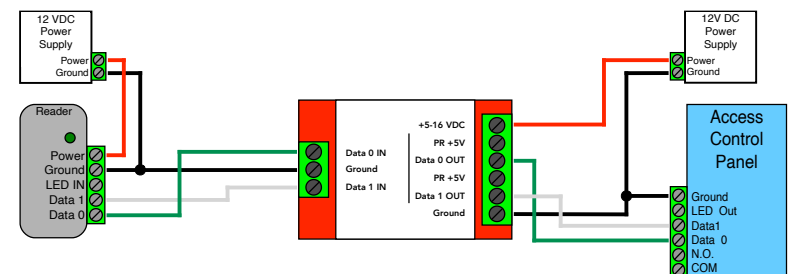 12 VDC
Power
Supply
Power
Ground
Reader
Power
Ground
LED IN
Data 1
Data 0
Data 0 IN
Ground
Data 1 IN
+5-16 VDC
PR +5V
Data 0 OUT
PR +5V
Data 1 OUT
Ground
12V DC
Power
Supply
Power
Ground
Access
Control
Panel
Ground
LED Out
Data1
Data 0
N.O.
COM